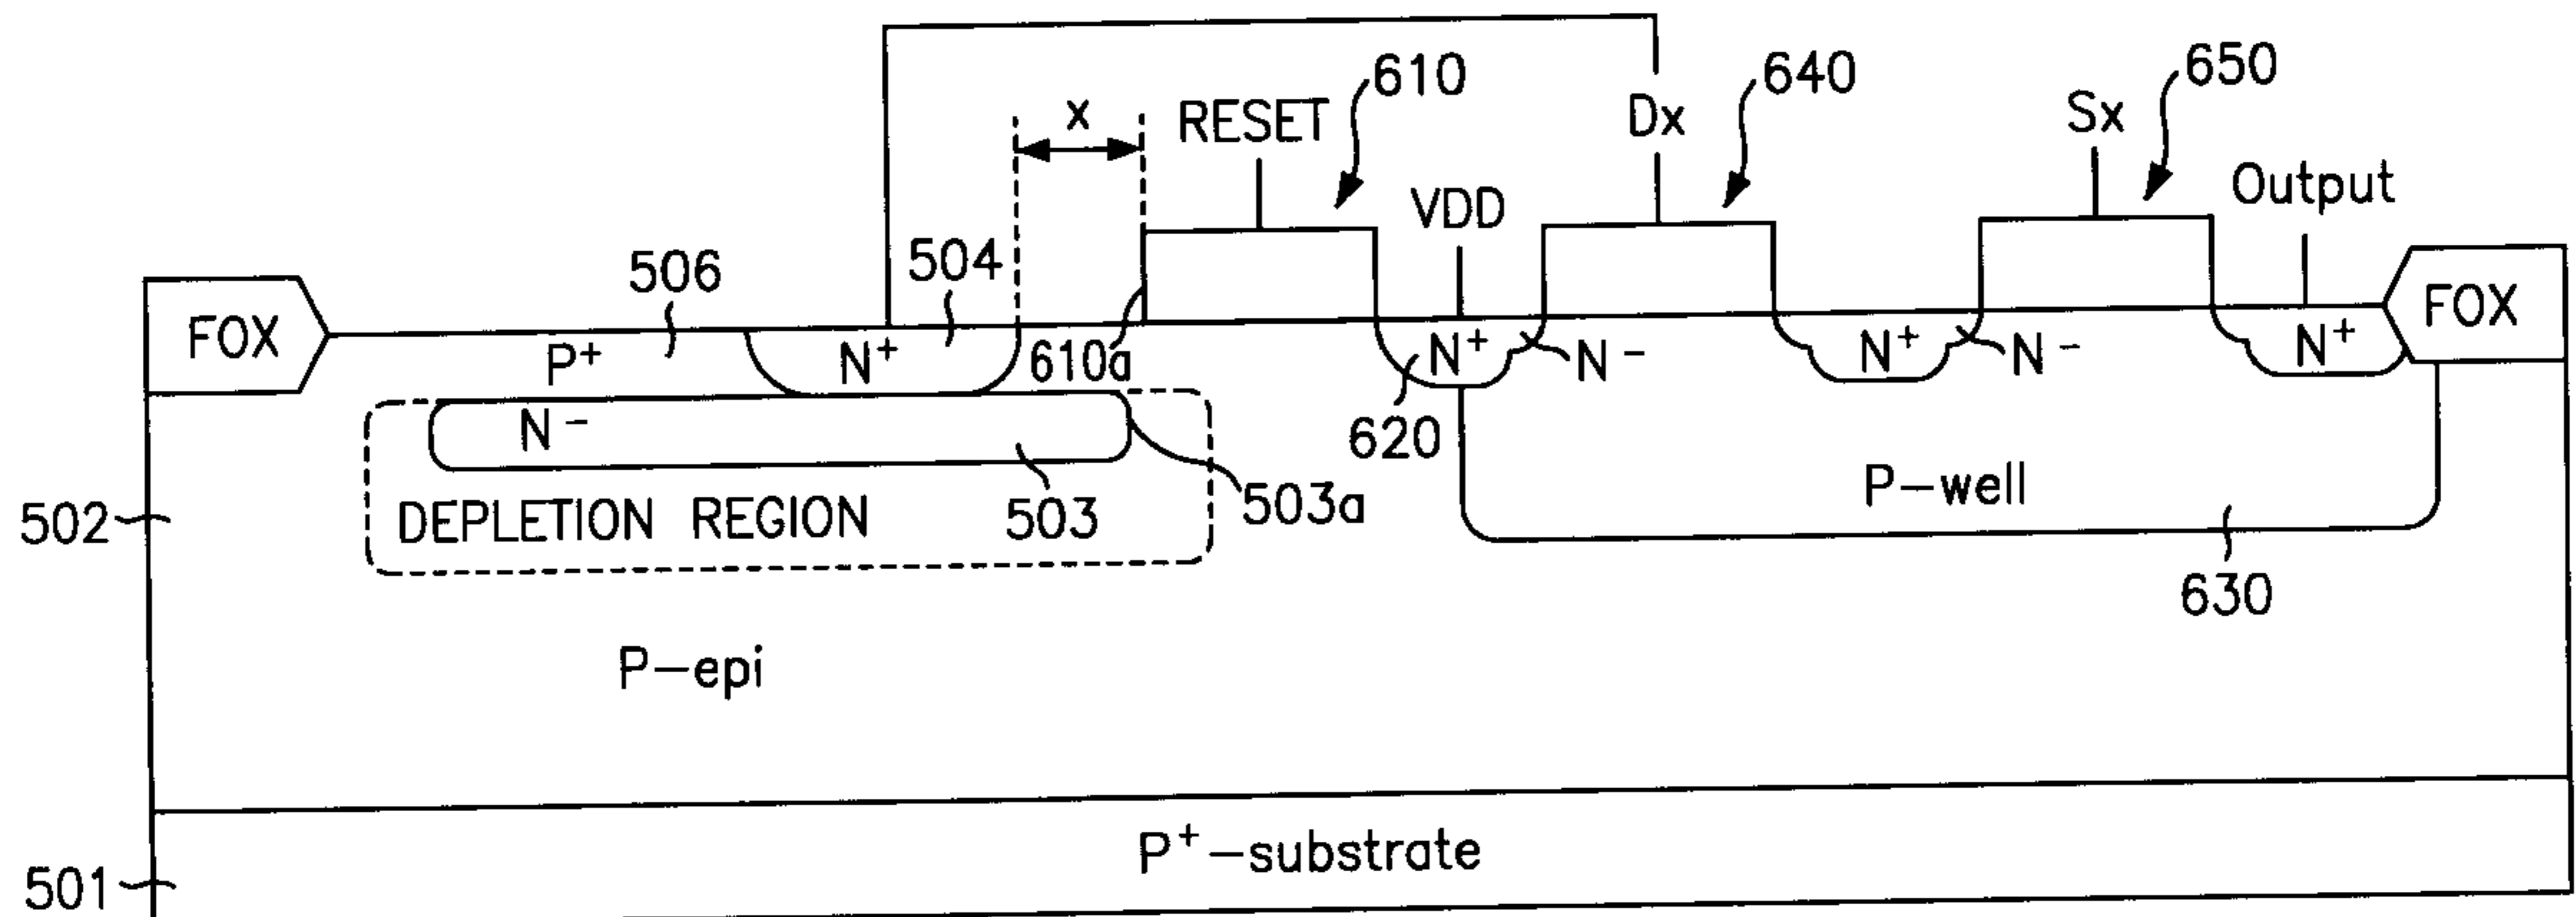 610
640
650
x
RESET
Dx
Sx
VDD
Output
506
504
FOX
P+
N+
610a
N+
N-
N+
N-
N+
FOX
620
N-
503
503a
DEPLETION REGION
P-well
502
630
P-epi
P+-substrate
501